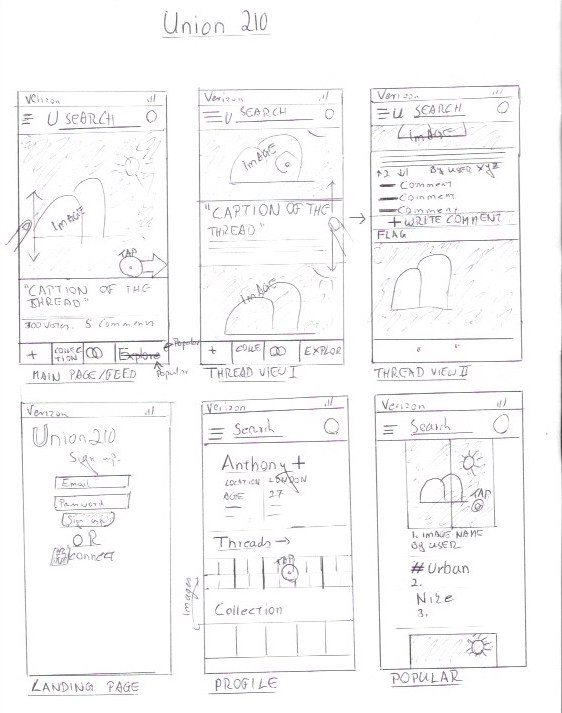 Union 210
Verizon
U SEARCH
IMAGE
TAP
"CAPTION OF THE
THREAD"
300 VOTES, 5 Comments
+ COLLECTION Explore Popular
Popular
MAIN PAGE/FEED
Verizon
U SEARCH
IMAGE
"CAPTION OF THE
THREAD"
IMAGE
+ COLLE EXPLOR
THREAD VIEW I
Verizon
U SEARCH
IMAGE
↑2 ↓1 By USER XYZ
Comment
Commen
Comment
+ WRITE COMMENT
FLAG
THREAD VIEW II
Verizon
Union210
Sign up
Email
Password
Sign up
OR
connect
LANDING PAGE
Verizon
Search
Anthony +
LOCATION LONDON
AGE 27
Threads →
TAP
Images
Collection
PROFILE
Verizon
Search
TAP
1. IMAGE NAME
By USER
# Urban
2.
Nize
3.
POPULAR